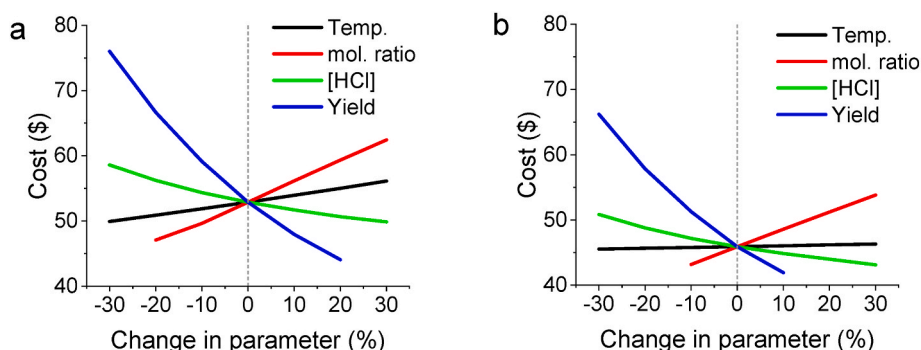 a
80
70
60
50
40
Cost ($)
Temp.
mol. ratio
[HCl]
Yield
-30 -20 -10 0 10 20 30
Change in parameter (%)
b
80
70
60
50
40
Cost ($)
Temp.
mol. ratio
[HCl]
Yield
-30 -20 -10 0 10 20 30
Change in parameter (%)